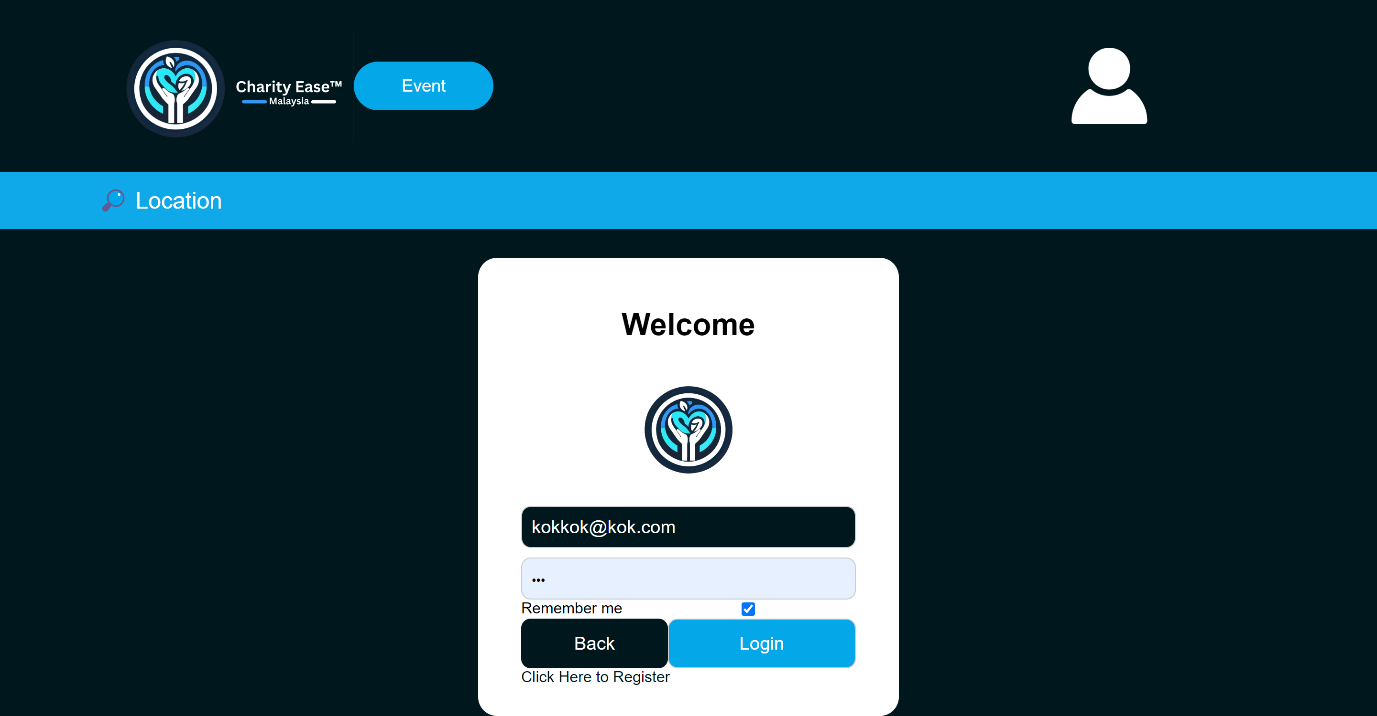 Charity Ease™
Malaysia
Event
Location
Welcome
kokkok@kok.com
•••
Remember me
Back
Login
Click Here to Register